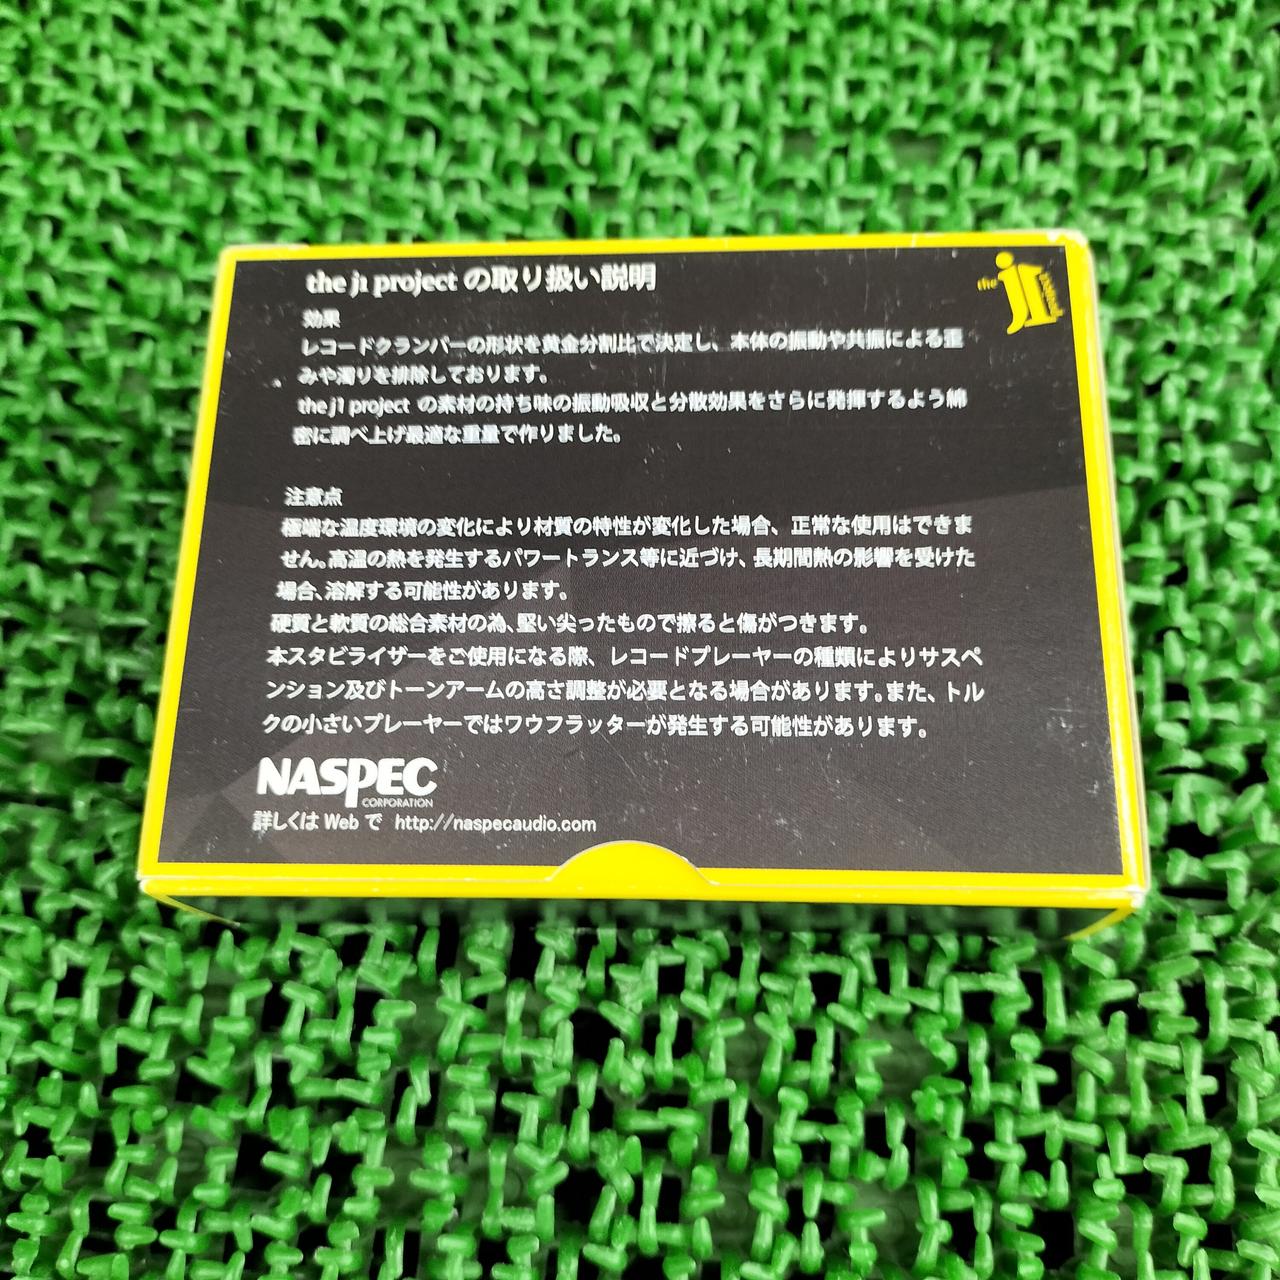 the j1 project の取り扱い説明
the j1 project
効果
レコードクランパーの形状を黄金分割比で決定し、本体の振動や共振による歪
みや濁りを排除しております。
the j1 project の素材の持ち味の振動吸収と分散効果をさらに発揮するよう綿
密に調べ上げ最適な重量で作りました。
注意点
極端な温度環境の変化により材質の特性が変化した場合、正常な使用はできま
せん。高温の熱を発生するパワートランス等に近づけ、長期間熱の影響を受けた
場合、溶解する可能性があります。
硬質と軟質の総合素材の為、堅い尖ったもので擦ると傷がつきます。
本スタビライザーをご使用になる際、レコードプレーヤーの種類によりサスペ
ンション及びトーンアームの高さ調整が必要となる場合があります。また、トル
クの小さいプレーヤーではワウフラッターが発生する可能性があります。
NASPEC
CORPORATION
詳しくは Web で http://naspecaudio.com